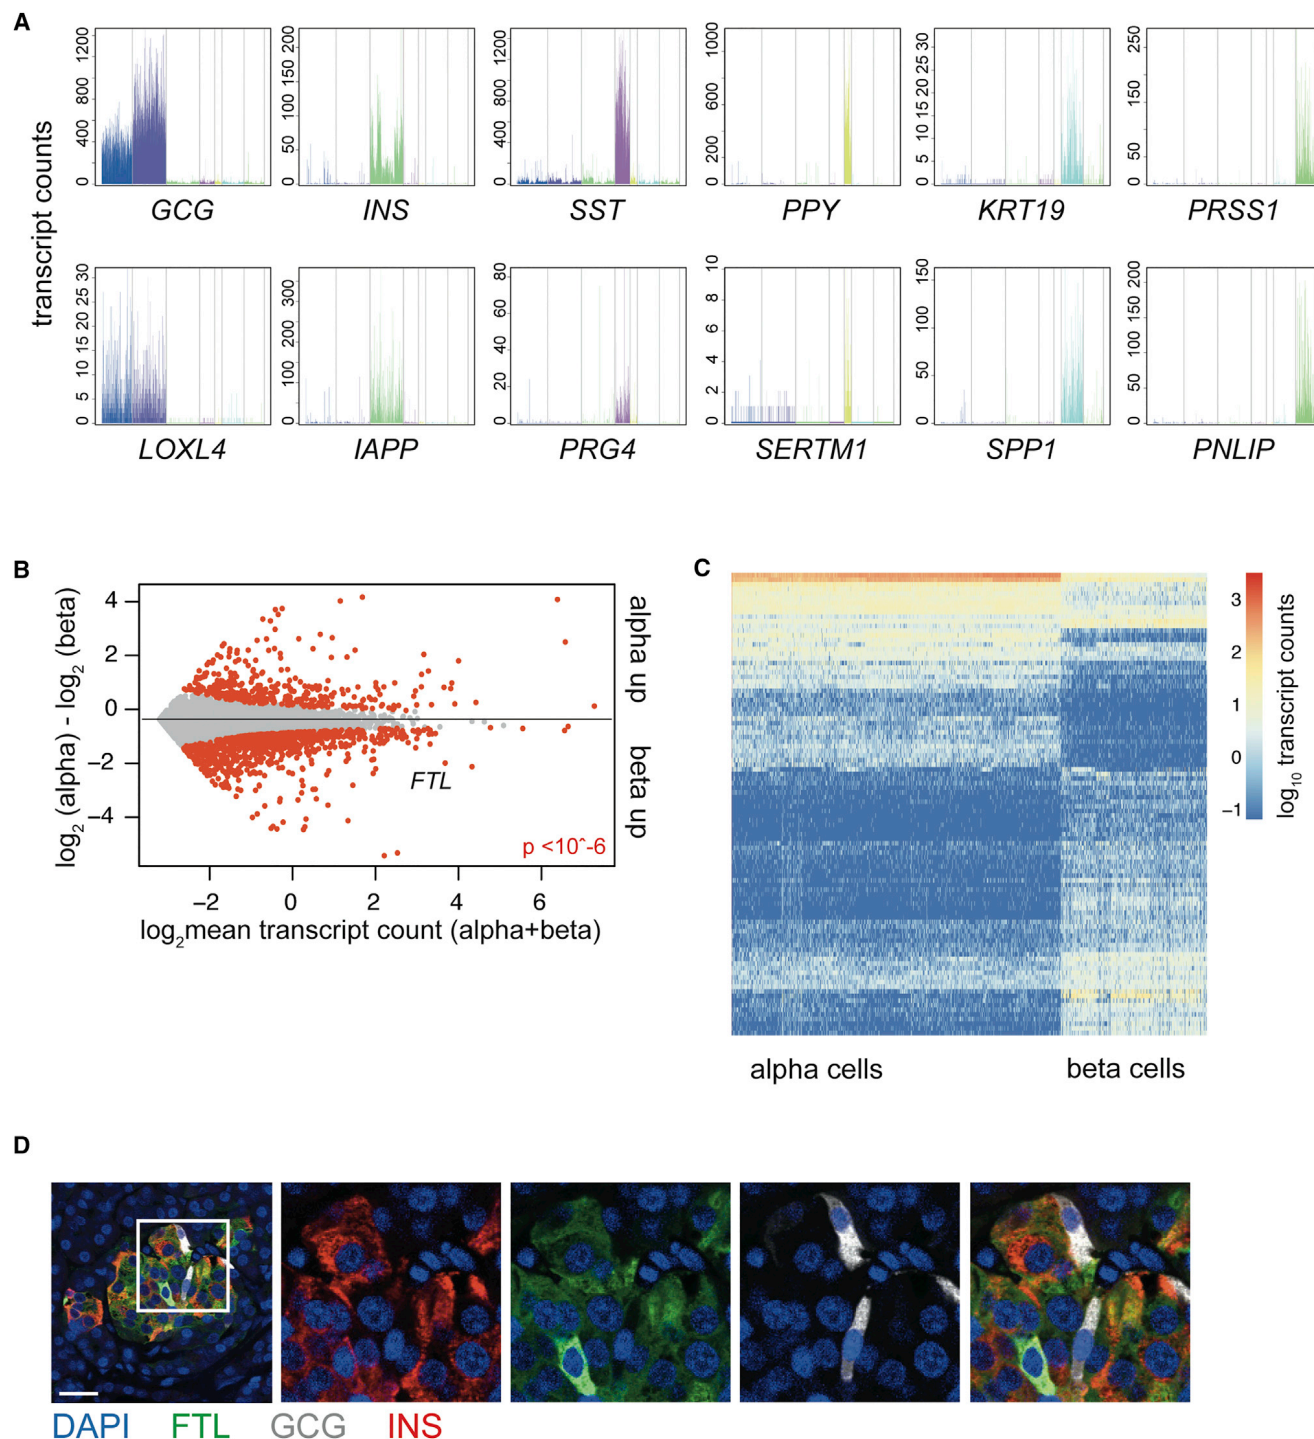 A
transcript counts
0 400 800 1200
GCG
0 50 100 150 200
INS
0 400 800 1200
SST
0 200 600 1000
PPY
0 5 10 15 20 25 30
KRT19
0 50 150 250
PRSS1
0 5 10 15 20 25 30
LOXL4
0 100 200 300
IAPP
0 20 40 60 80
PRG4
0 2 4 6 8 10
SERTM1
0 50 100 150
SPP1
0 50 100 150 200
PNLIP
B
log2 (alpha) - log2 (beta)
4
2
0
−2
−4
alpha up
beta up
FTL
p <10^-6
−2 0 2 4 6
log2mean transcript count (alpha+beta)
C
3
2
1
0
−1
log10 transcript counts
alpha cells beta cells
D
DAPI FTL GCG INS